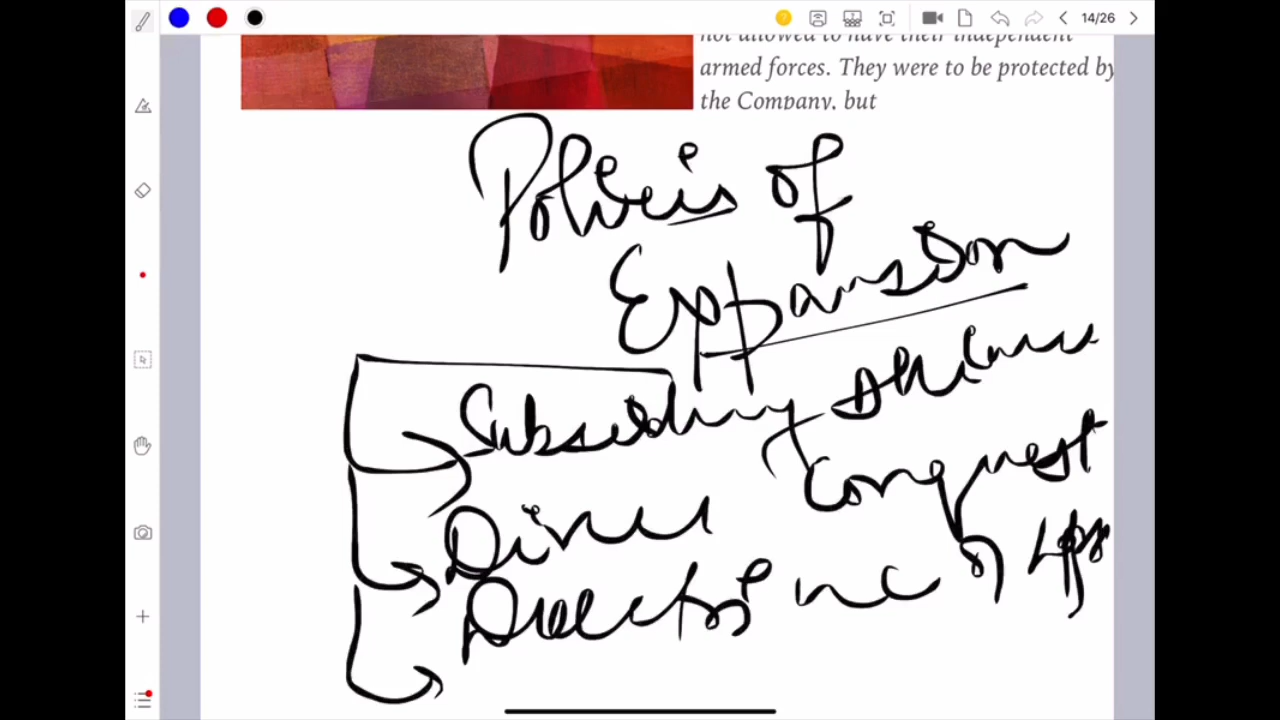 14/26
not allowed to have their independent
armed forces. They were to be protected by
the Company, but
Policies of
Expansion
Subsidiary Alliance
Direct Conquest
Doctrine of Lapse